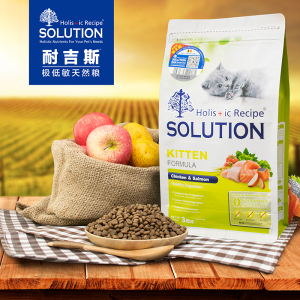 Holis+ic Recipe
SOLUTION
Holistic Nutrients For Your Pet's Needs
耐吉斯
极低敏天然粮
Holis+ic Recipe
SOLUTION
KITTEN
FORMULA
Chicken & Salmon